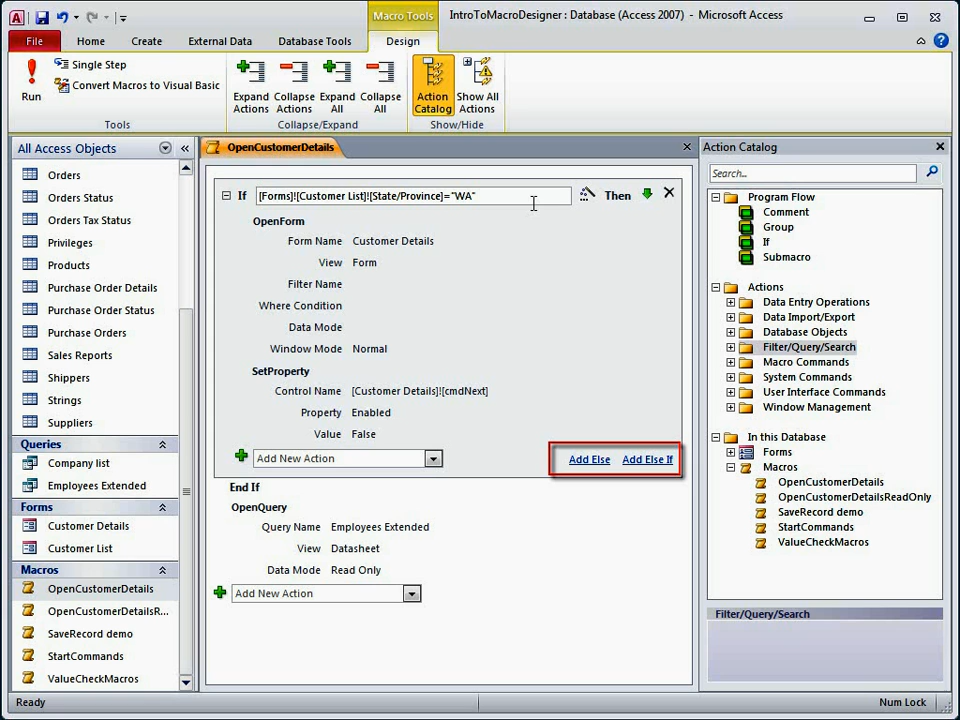 Macro Tools
IntroToMacroDesigner : Database (Access 2007) - Microsoft Access
File
Home
Create
External Data
Database Tools
Design
Run
Single Step
Convert Macros to Visual Basic
Tools
Expand Actions
Collapse Actions
Expand All
Collapse All
Collapse/Expand
Action Catalog
Show All Actions
Show/Hide
All Access Objects
Orders
Orders Status
Orders Tax Status
Privileges
Products
Purchase Order Details
Purchase Order Status
Purchase Orders
Sales Reports
Shippers
Strings
Suppliers
Queries
Company list
Employees Extended
Forms
Customer Details
Customer List
Macros
OpenCustomerDetails
OpenCustomerDetailsR...
SaveRecord demo
StartCommands
ValueCheckMacros
OpenCustomerDetails
If [Forms]![Customer List]![State/Province]="WA" Then
OpenForm
Form Name Customer Details
View Form
Filter Name
Where Condition
Data Mode
Window Mode Normal
SetProperty
Control Name [Customer Details]![cmdNext]
Property Enabled
Value False
Add New Action
Add Else Add Else If
End If
OpenQuery
Query Name Employees Extended
View Datasheet
Data Mode Read Only
Add New Action
Action Catalog
Search...
Program Flow
Comment
Group
If
Submacro
Actions
Data Entry Operations
Data Import/Export
Database Objects
Filter/Query/Search
Macro Commands
System Commands
User Interface Commands
Window Management
In this Database
Forms
Macros
OpenCustomerDetails
OpenCustomerDetailsReadOnly
SaveRecord demo
StartCommands
ValueCheckMacros
Filter/Query/Search
Ready
Num Lock